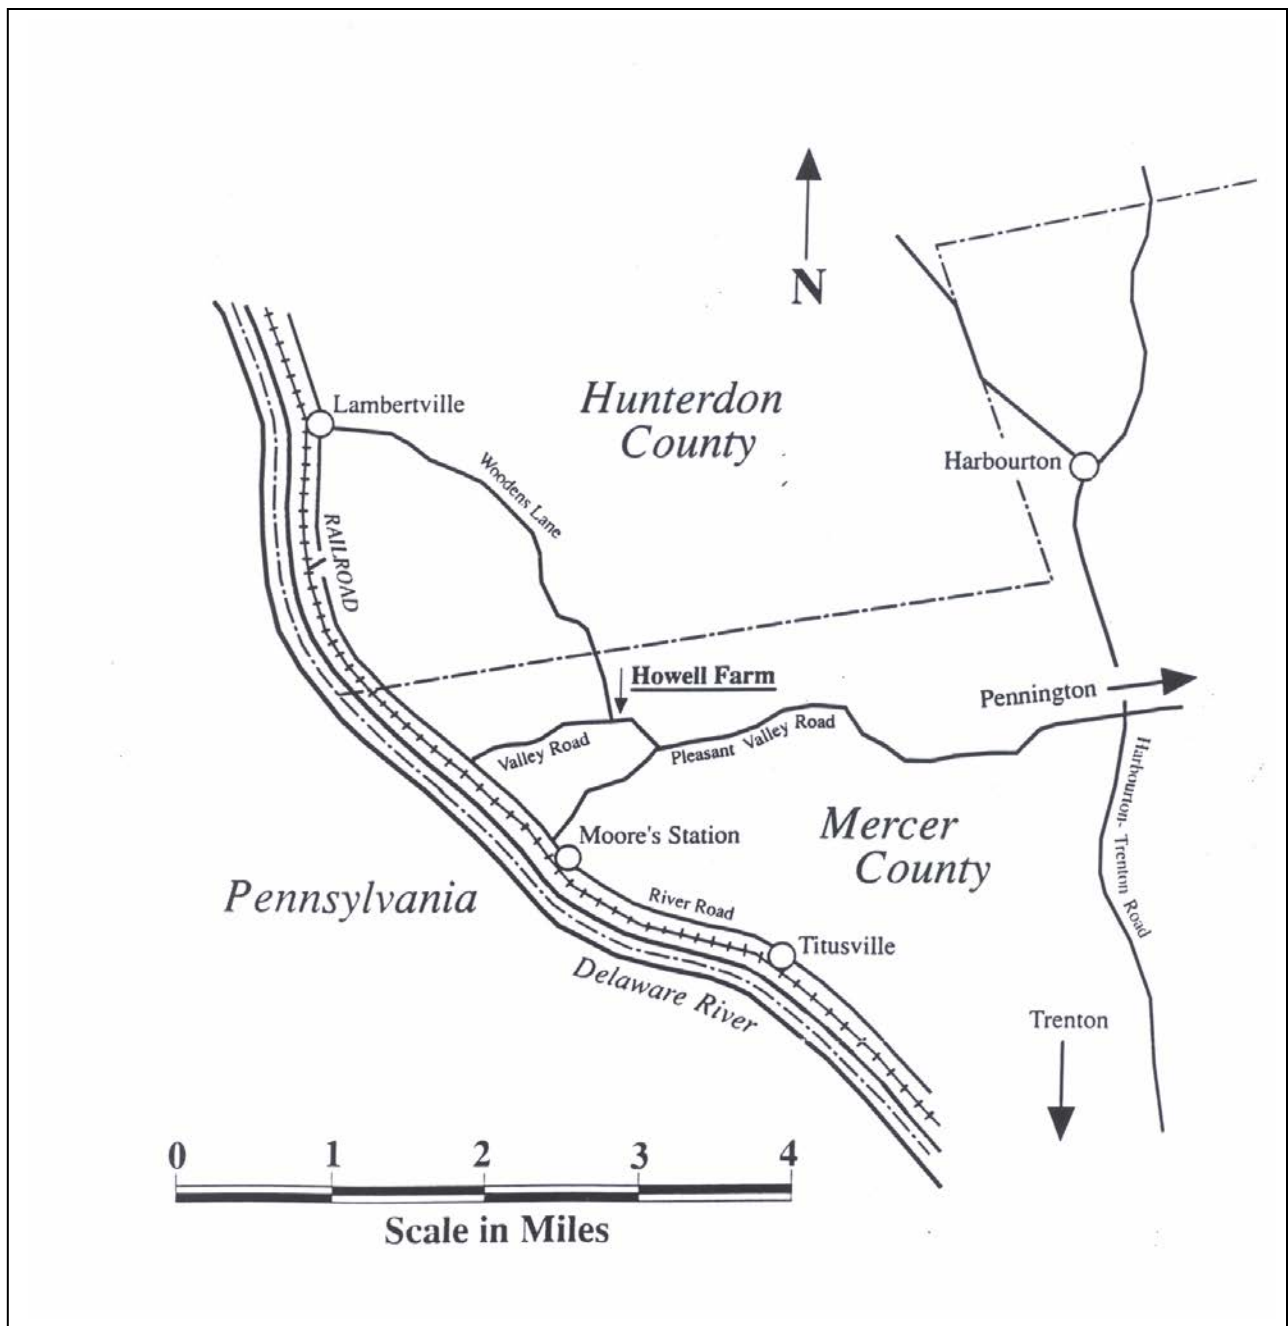 N
Lambertville
Hunterdon
County
Harbourton
Woodens Lane
RAILROAD
Howell Farm
Pennington
Valley Road
Pleasant Valley Road
Harbourton-Trenton Road
Moore's Station
Mercer
County
Pennsylvania
River Road
Titusville
Delaware River
Trenton
0 1 2 3 4
Scale in Miles